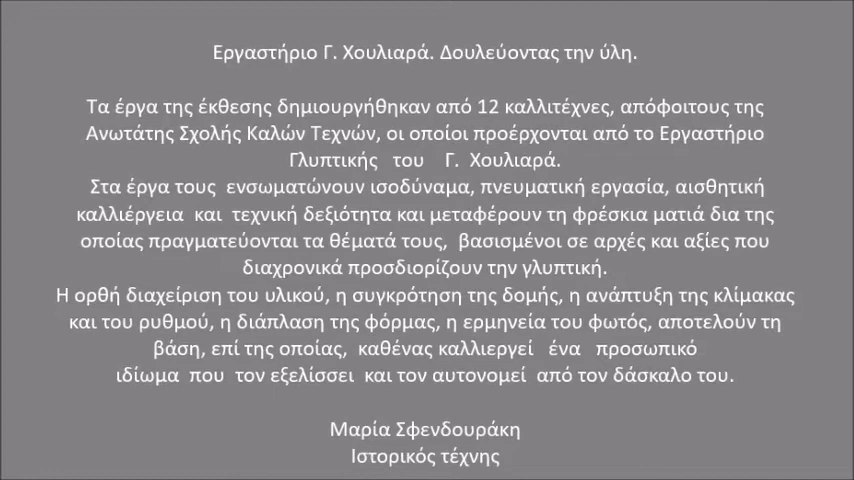 Εργαστήριο Γ. Χουλιαρά. Δουλεύοντας την ύλη.
Τα έργα της έκθεσης δημιουργήθηκαν από 12 καλλιτέχνες, απόφοιτους της
Ανωτάτης Σχολής Καλών Τεχνών, οι οποίοι προέρχονται από το Εργαστήριο
Γλυπτικής του Γ. Χουλιαρά.
Στα έργα τους ενσωματώνουν ισοδύναμα, πνευματική εργασία, αισθητική
καλλιέργεια και τεχνική δεξιότητα και μεταφέρουν τη φρέσκια ματιά δια της
οποίας πραγματεύονται τα θέματά τους, βασισμένοι σε αρχές και αξίες που
διαχρονικά προσδιορίζουν την γλυπτική.
Η ορθή διαχείριση του υλικού, η συγκρότηση της δομής, η ανάπτυξη της κλίμακας
και του ρυθμού, η διάπλαση της φόρμας, η ερμηνεία του φωτός, αποτελούν τη
βάση, επί της οποίας, καθένας καλλιεργεί ένα προσωπικό
ιδίωμα που τον εξελίσσει και τον αυτονομεί από τον δάσκαλο του.
Μαρία Σφενδουράκη
Ιστορικός τέχνης